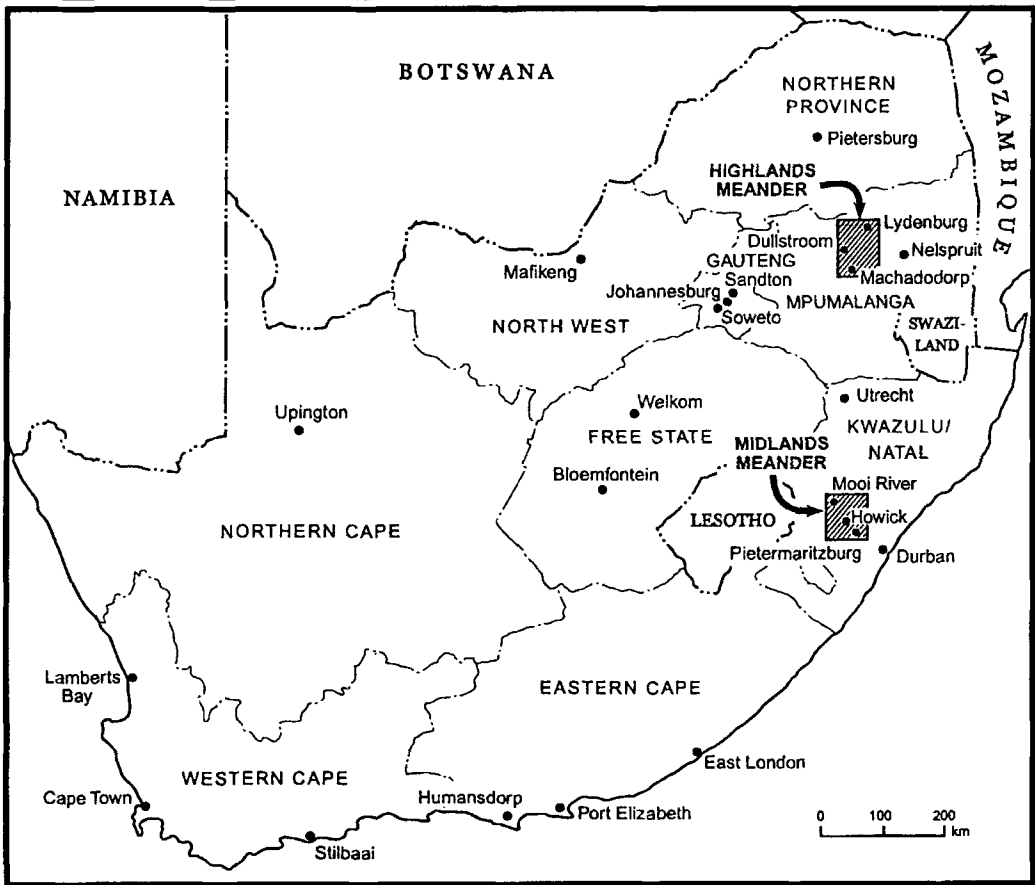 BOTSWANA
MOZAMBIQUE
NAMIBIA
NORTHERN
PROVINCE
Pietersburg
HIGHLANDS
MEANDER
Lydenburg
Dullstroom
Nelspruit
GAUTENG
Mafikeng
Sandton
Machadodorp
Johannesburg
MPUMALANGA
Soweto
NORTH WEST
SWAZI-
LAND
Utrecht
Welkom
Upington
KWAZULU/
NATAL
FREE STATE
MIDLANDS
MEANDER
Bloemfontein
Mooi River
LESOTHO
Howick
NORTHERN CAPE
Pietermaritzburg
Durban
Lamberts
Bay
EASTERN CAPE
East London
WESTERN CAPE
Cape Town
Humansdorp
Port Elizabeth
Stilbaai
0 100 200
km